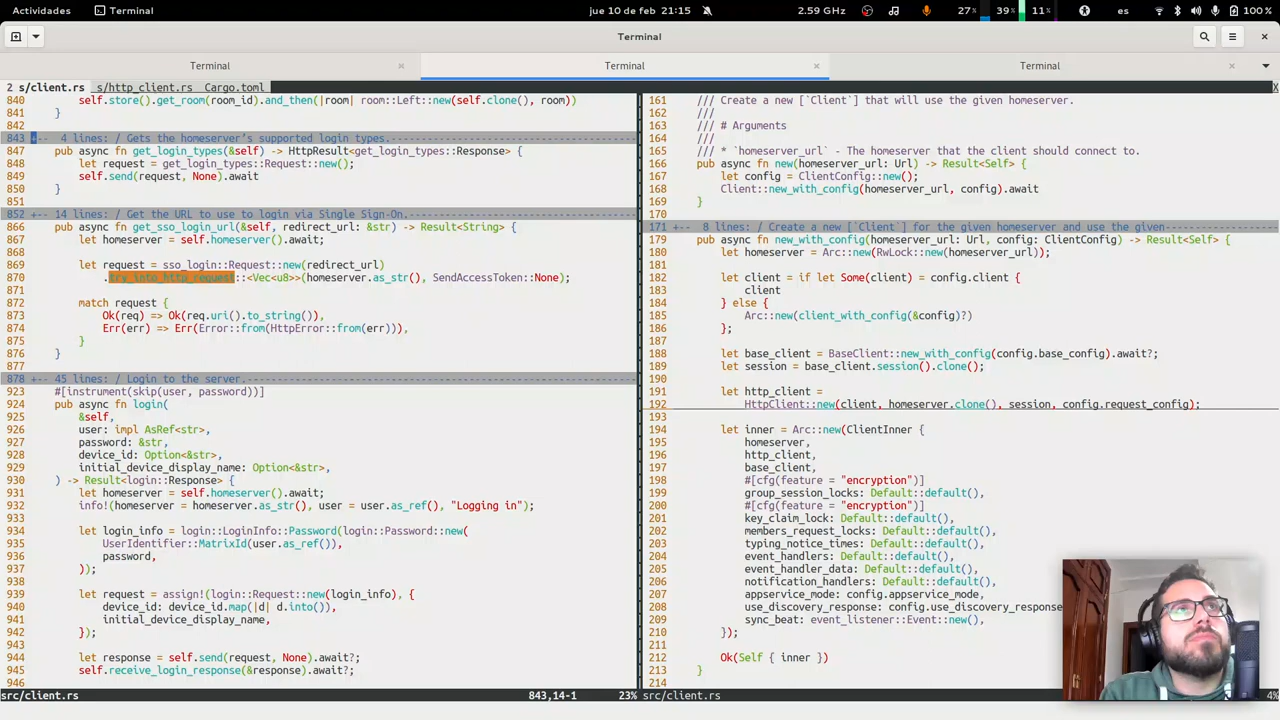 Actividades Terminal jue 10 de feb 21:15 2.59 GHz 27% 39% 11% es 100%
Terminal
Terminal × Terminal × Terminal ×
2 s/client.rs s/http_client.rs Cargo.toml X
840 self.store().get_room(room_id).and_then(|room| room::Left::new(self.clone(), room))
841 }
842
843 +-- 4 lines: / Gets the homeserver's supported login types.
847 pub async fn get_login_types(&self) -> HttpResult<get_login_types::Response> {
848 let request = get_login_types::Request::new();
849 self.send(request, None).await
850 }
851
852 +-- 14 lines: / Get the URL to use to login via Single Sign-On.
866 pub async fn get_sso_login_url(&self, redirect_url: &str) -> Result<String> {
867 let homeserver = self.homeserver().await;
868
869 let request = sso_login::Request::new(redirect_url)
870 .try_into_http_request::<Vec<u8>>(homeserver.as_str(), SendAccessToken::None);
871
872 match request {
873 Ok(req) => Ok(req.uri().to_string()),
874 Err(err) => Err(Error::from(HttpError::from(err))),
875 }
876 }
877
878 +-- 45 lines: / Login to the server.
923 #[instrument(skip(user, password))]
924 pub async fn login(
925 &self,
926 user: impl AsRef<str>,
927 password: &str,
928 device_id: Option<&str>,
929 initial_device_display_name: Option<&str>,
930 ) -> Result<login::Response> {
931 let homeserver = self.homeserver().await;
932 info!(homeserver = homeserver.as_str(), user = user.as_ref(), "Logging in");
933
934 let login_info = login::LoginInfo::Password(login::Password::new(
935 UserIdentifier::MatrixId(user.as_ref()),
936 password,
937 ));
938
939 let request = assign!(login::Request::new(login_info), {
940 device_id: device_id.map(|d| d.into()),
941 initial_device_display_name,
942 });
943
944 let response = self.send(request, None).await?;
945 self.receive_login_response(&response).await?;
src/client.rs 843,14-1 23%
161 /// Create a new [`Client`] that will use the given homeserver.
162 ///
163 /// # Arguments
164 ///
165 /// * `homeserver_url` - The homeserver that the client should connect to.
166 pub async fn new(homeserver_url: Url) -> Result<Self> {
167 let config = ClientConfig::new();
168 Client::new_with_config(homeserver_url, config).await
169 }
170
171 +-- 8 lines: / Create a new [`Client`] for the given homeserver and use the given
179 pub async fn new_with_config(homeserver_url: Url, config: ClientConfig) -> Result<Self> {
180 let homeserver = Arc::new(RwLock::new(homeserver_url));
181
182 let client = if let Some(client) = config.client {
183 client
184 } else {
185 Arc::new(client_with_config(&config)?)
186 };
187
188 let base_client = BaseClient::new_with_config(config.base_config).await?;
189 let session = base_client.session().clone();
190
191 let http_client =
192 HttpClient::new(client, homeserver.clone(), session, config.request_config);
193
194 let inner = Arc::new(ClientInner {
195 homeserver,
196 http_client,
197 base_client,
198 #[cfg(feature = "encryption")]
199 group_session_locks: Default::default(),
200 #[cfg(feature = "encryption")]
201 key_claim_lock: Default::default(),
202 members_request_locks: Default::default(),
203 typing_notice_times: Default::default(),
204 event_handlers: Default::default(),
205 event_handler_data: Default::default(),
206 notification_handlers: Default::default(),
207 appservice_mode: config.appservice_mode,
208 use_discovery_response: config.use_discovery_response
209 sync_beat: event_listener::Event::new(),
210 });
211
212 Ok(Self { inner })
213 }
214
src/client.rs 4%